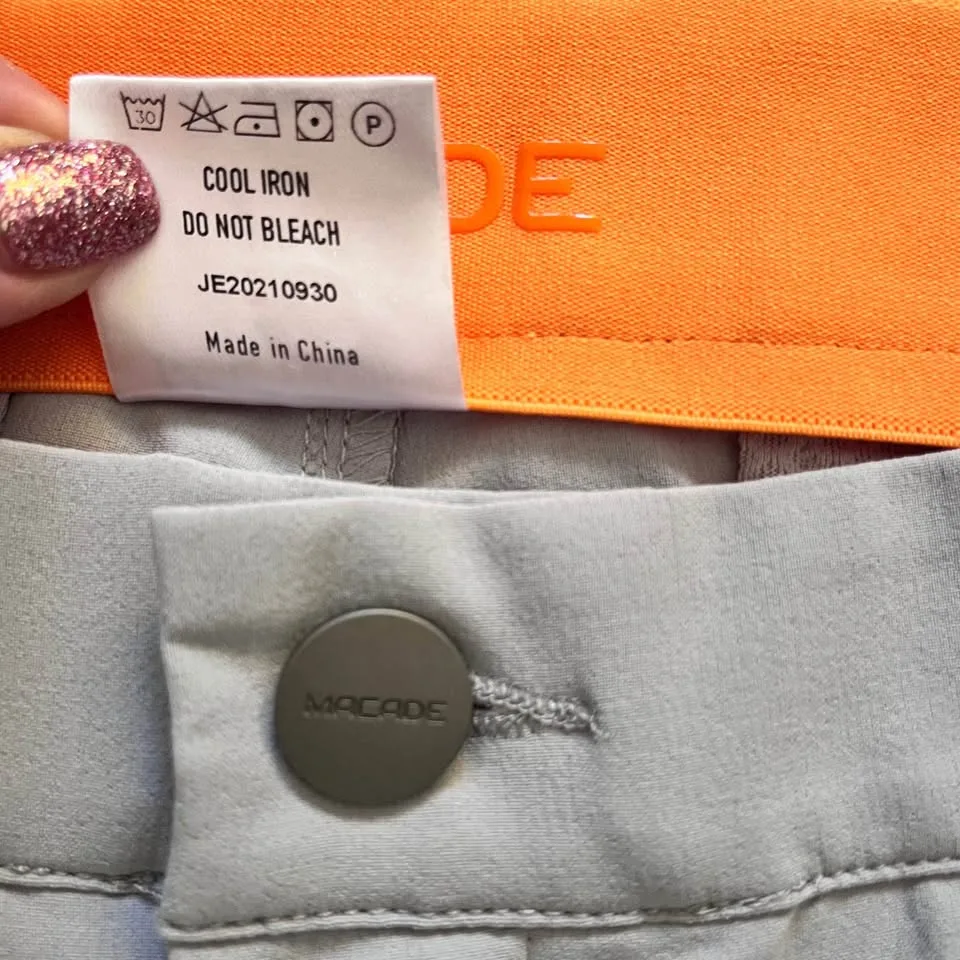 30 P
COOL IRON
DO NOT BLEACH
JE20210930
Made in China
DE
MACADE